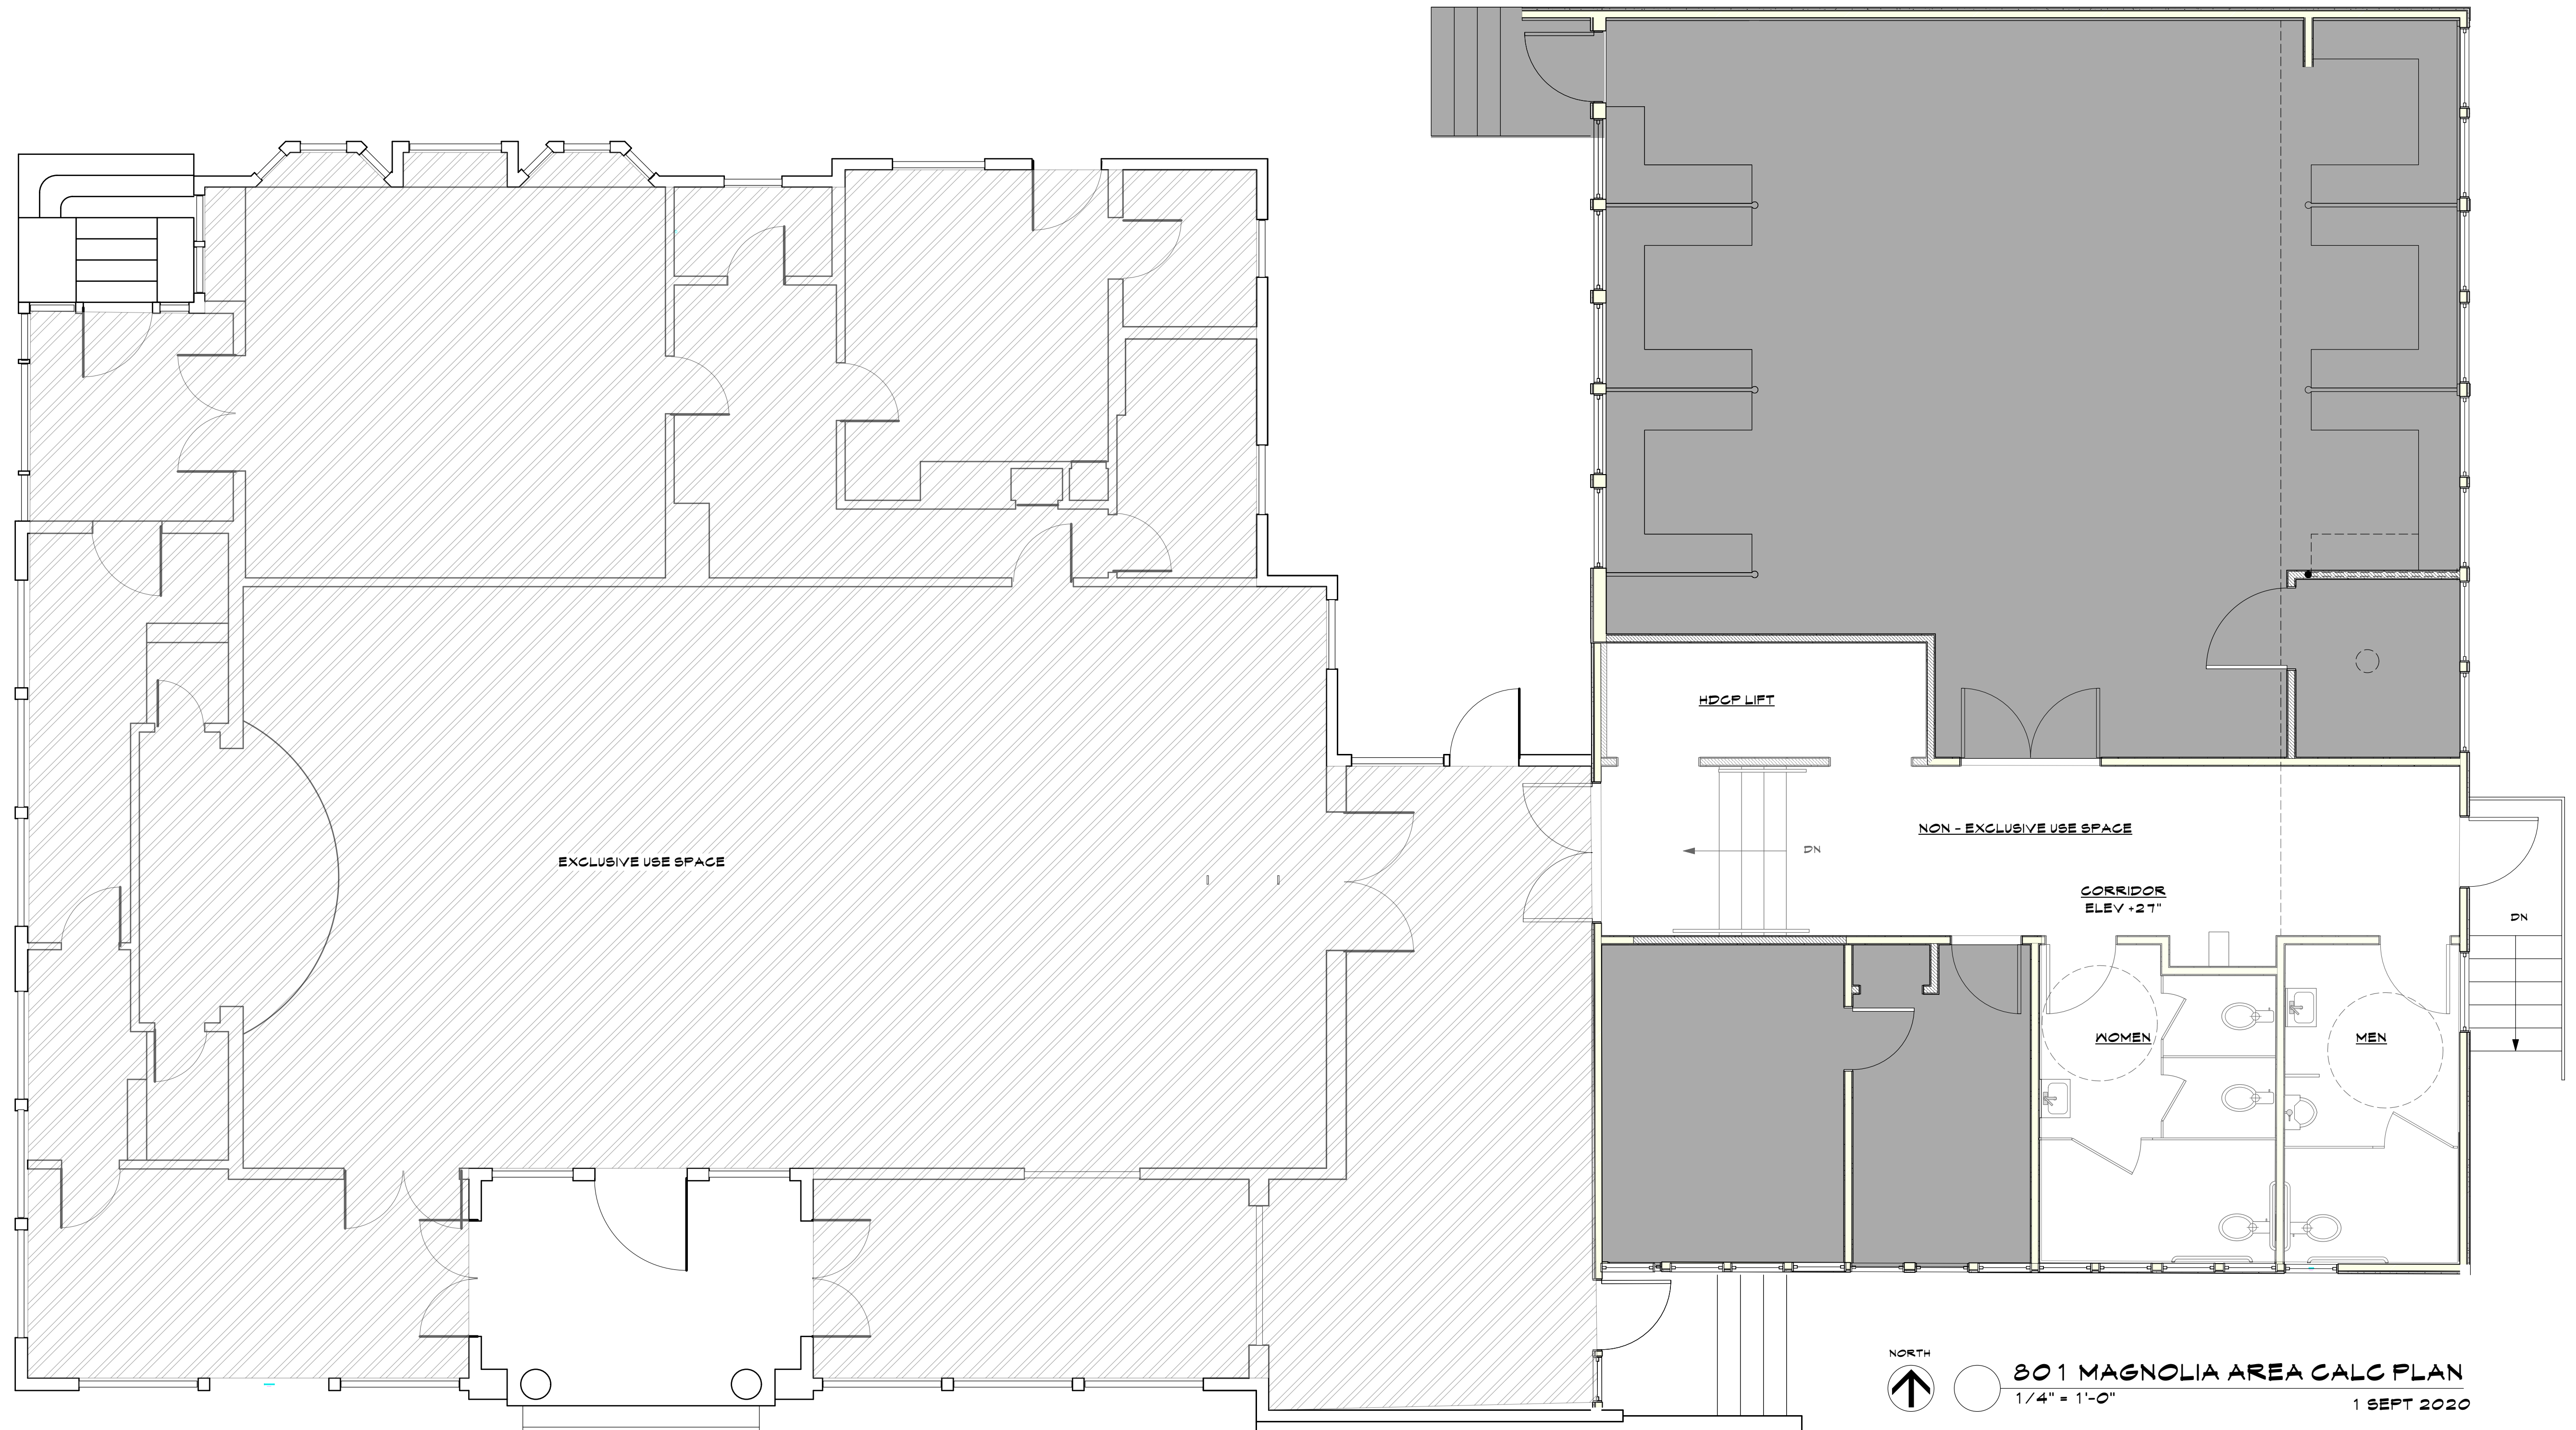 HDCP LIFT
NON - EXCLUSIVE USE SPACE
DN
EXCLUSIVE USE SPACE
CORRIDOR
ELEV +27"
DN
WOMEN
MEN
NORTH
801 MAGNOLIA AREA CALC PLAN
1/4" = 1'-0"
1 SEPT 2020